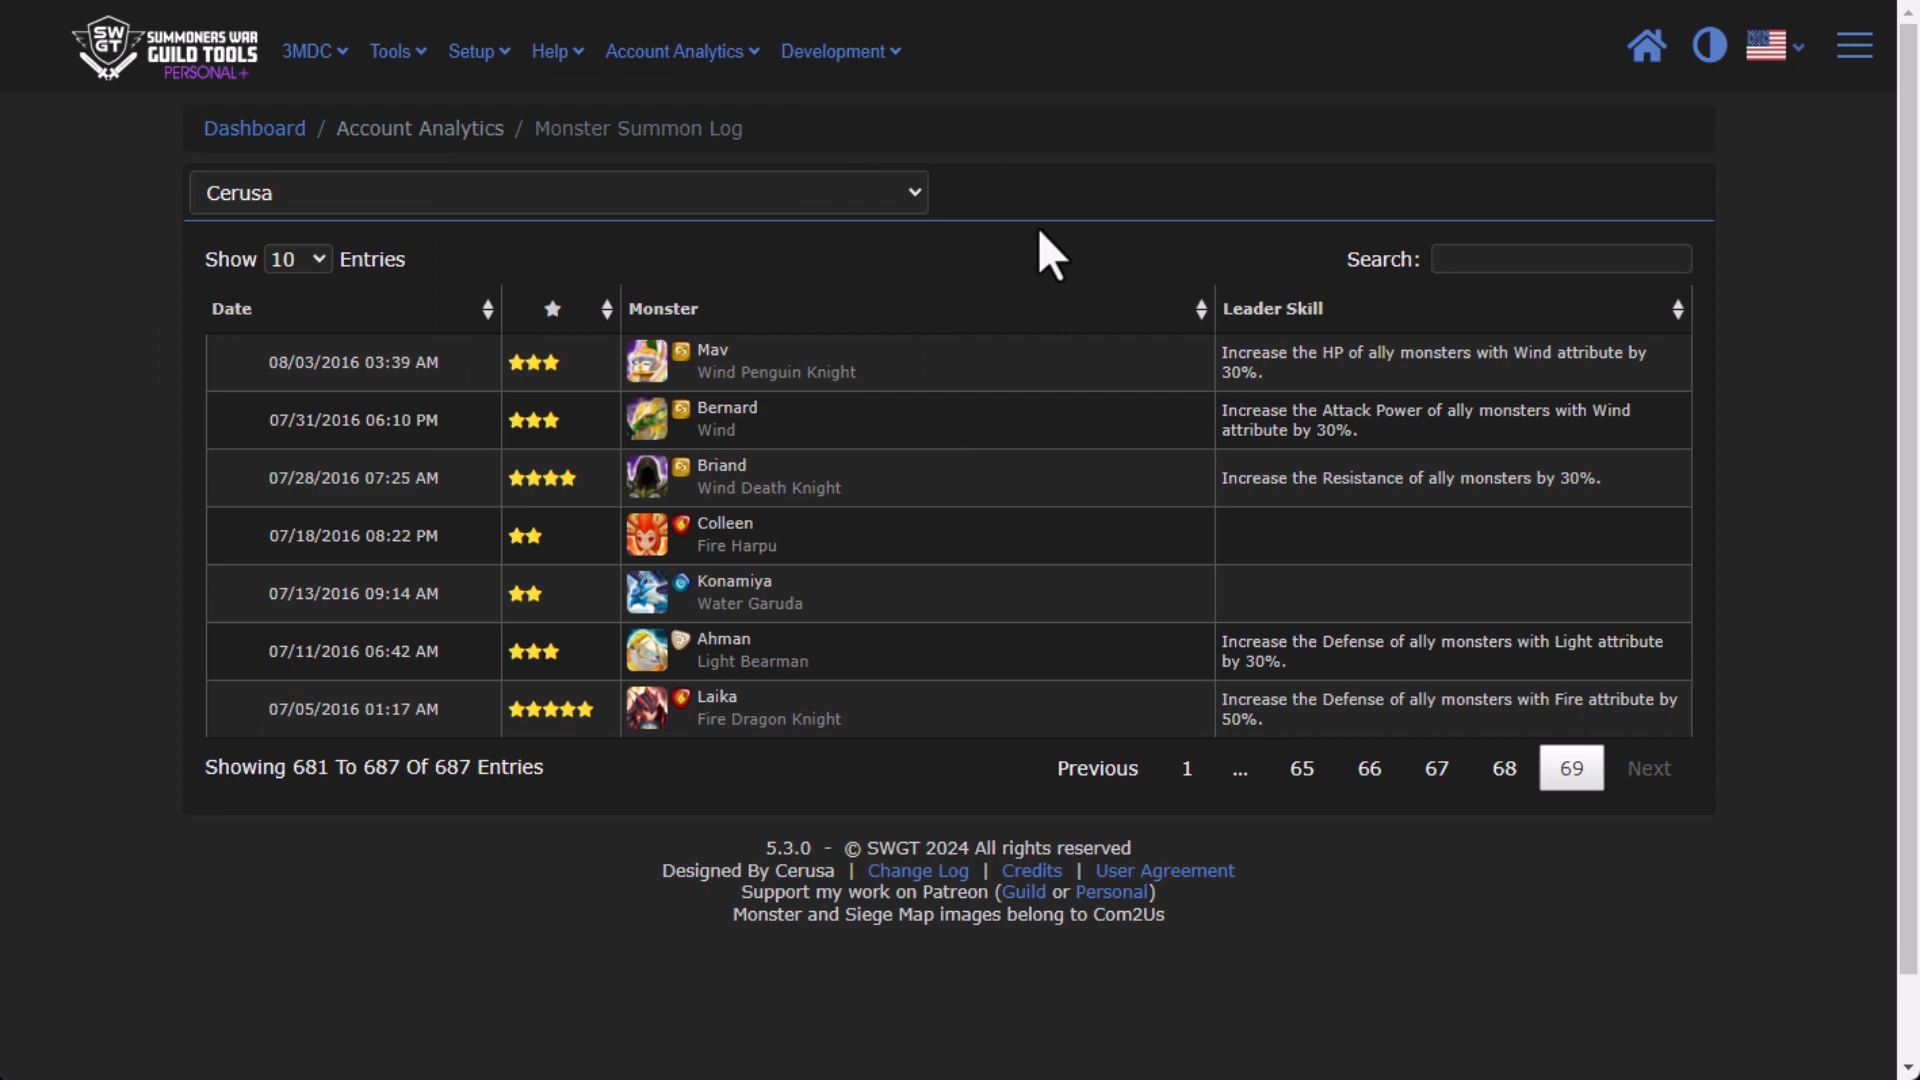 SW GT SUMMONERS WAR GUILD TOOLS PERSONAL+
3MDC Tools Setup Help Account Analytics Development
Dashboard / Account Analytics / Monster Summon Log
Cerusa
Show 10 Entries Search:
Date Monster Leader Skill
08/03/2016 03:39 AM Mav Wind Penguin Knight Increase the HP of ally monsters with Wind attribute by 30%.
07/31/2016 06:10 PM Bernard Wind Increase the Attack Power of ally monsters with Wind attribute by 30%.
07/28/2016 07:25 AM Briand Wind Death Knight Increase the Resistance of ally monsters by 30%.
07/18/2016 08:22 PM Colleen Fire Harpu
07/13/2016 09:14 AM Konamiya Water Garuda
07/11/2016 06:42 AM Ahman Light Bearman Increase the Defense of ally monsters with Light attribute by 30%.
07/05/2016 01:17 AM Laika Fire Dragon Knight Increase the Defense of ally monsters with Fire attribute by 50%.
Showing 681 To 687 Of 687 Entries Previous 1 ... 65 66 67 68 69 Next
5.3.0 - © SWGT 2024 All rights reserved
Designed By Cerusa | Change Log | Credits | User Agreement
Support my work on Patreon (Guild or Personal)
Monster and Siege Map images belong to Com2Us